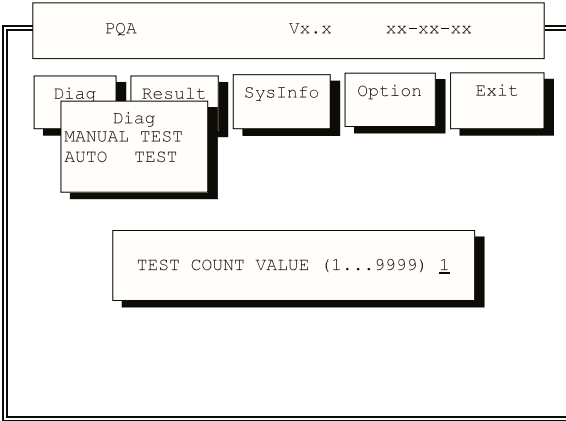 PQA Vx.x xx-xx-xx
Diag Result SysInfo Option Exit
Diag
MANUAL TEST
AUTO TEST
TEST COUNT VALUE (1...9999) 1